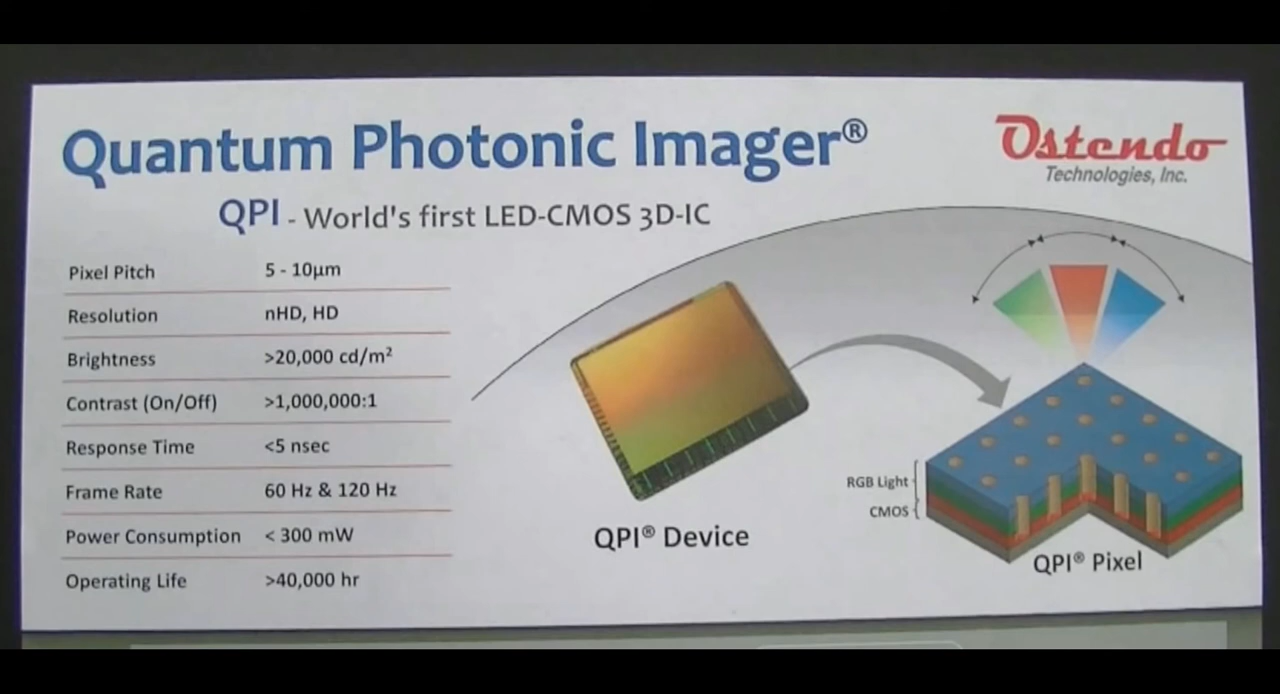 Quantum Photonic Imager®
Ostendo
Technologies, Inc.
QPI - World's first LED-CMOS 3D-IC
Pixel Pitch 5 - 10µm
Resolution nHD, HD
Brightness >20,000 cd/m²
Contrast (On/Off) >1,000,000:1
Response Time <5 nsec
Frame Rate 60 Hz & 120 Hz
Power Consumption < 300 mW
Operating Life >40,000 hr
QPI® Device
RGB Light
CMOS
QPI® Pixel